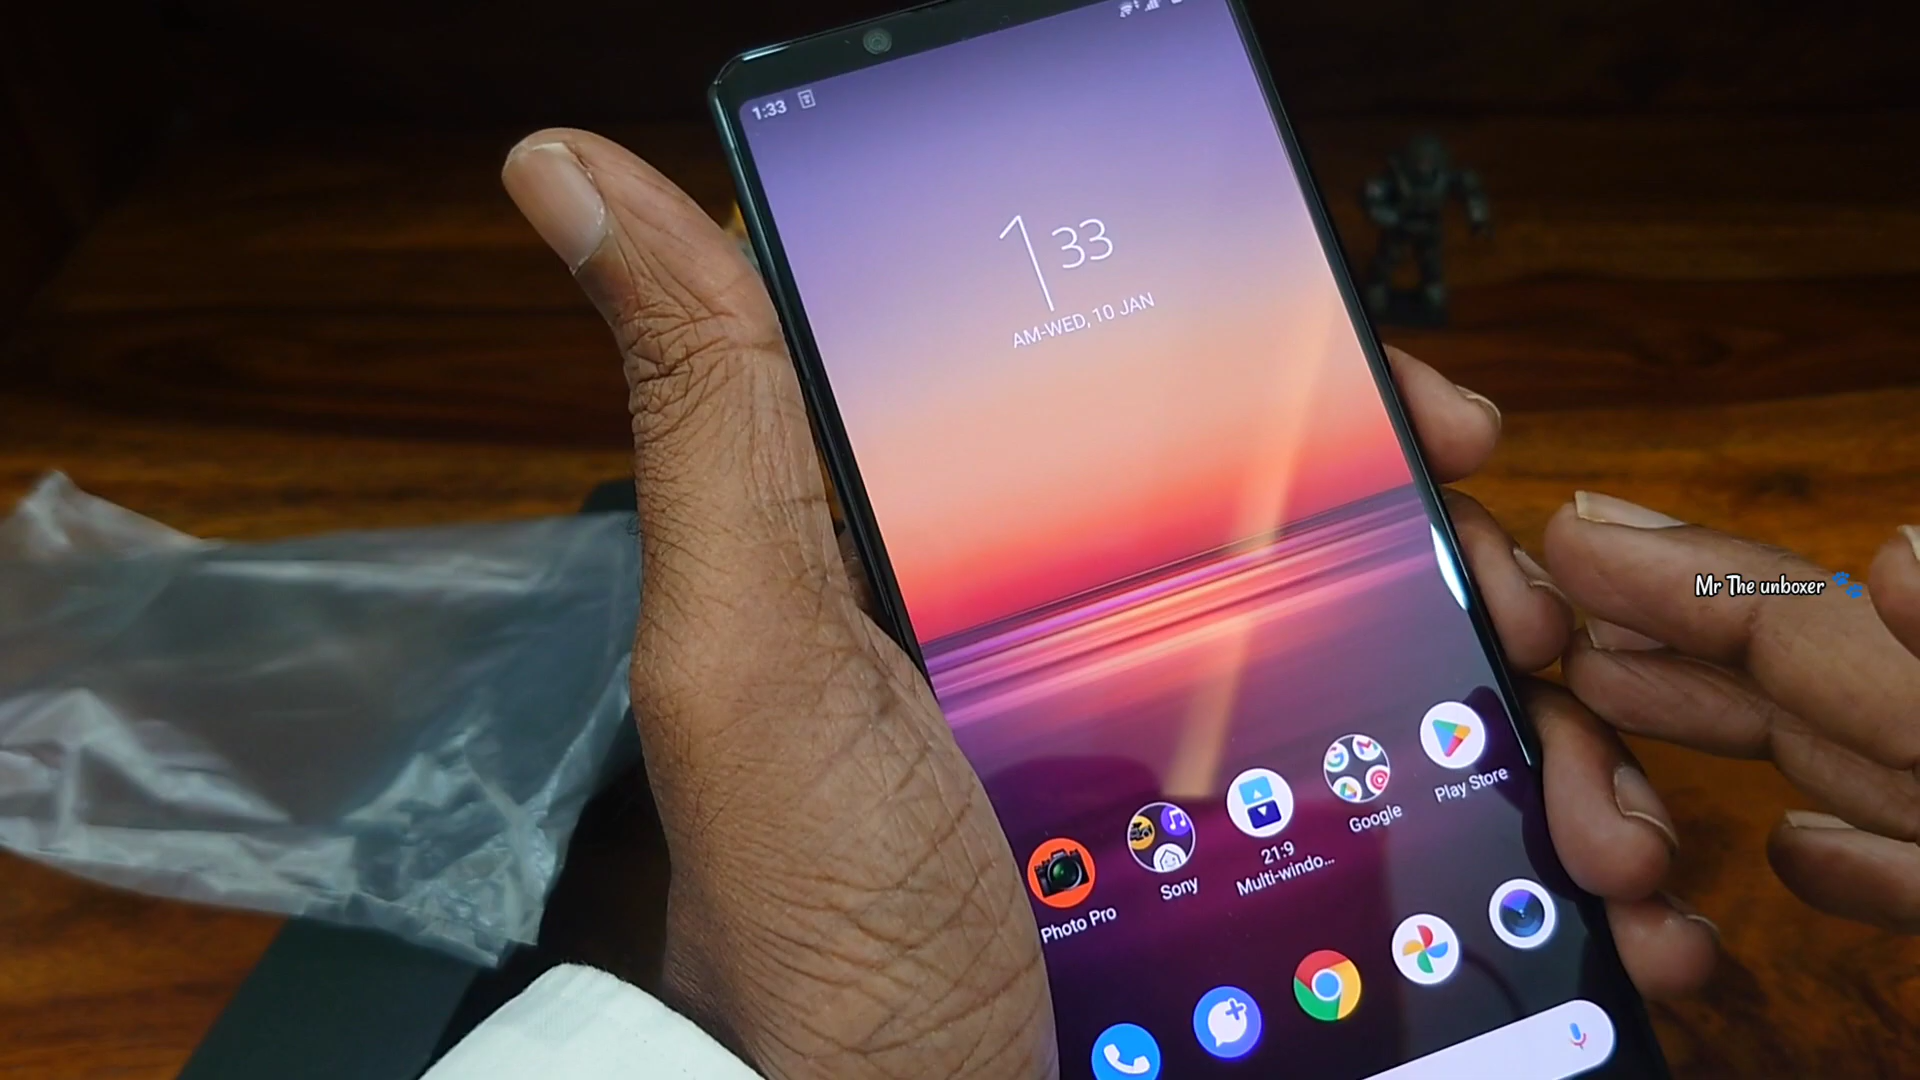 1:33
1 33
AM-WED, 10 JAN
Mr The unboxer 🐾
Photo Pro
Sony
21:9
Multi-windo...
Google
Play Store